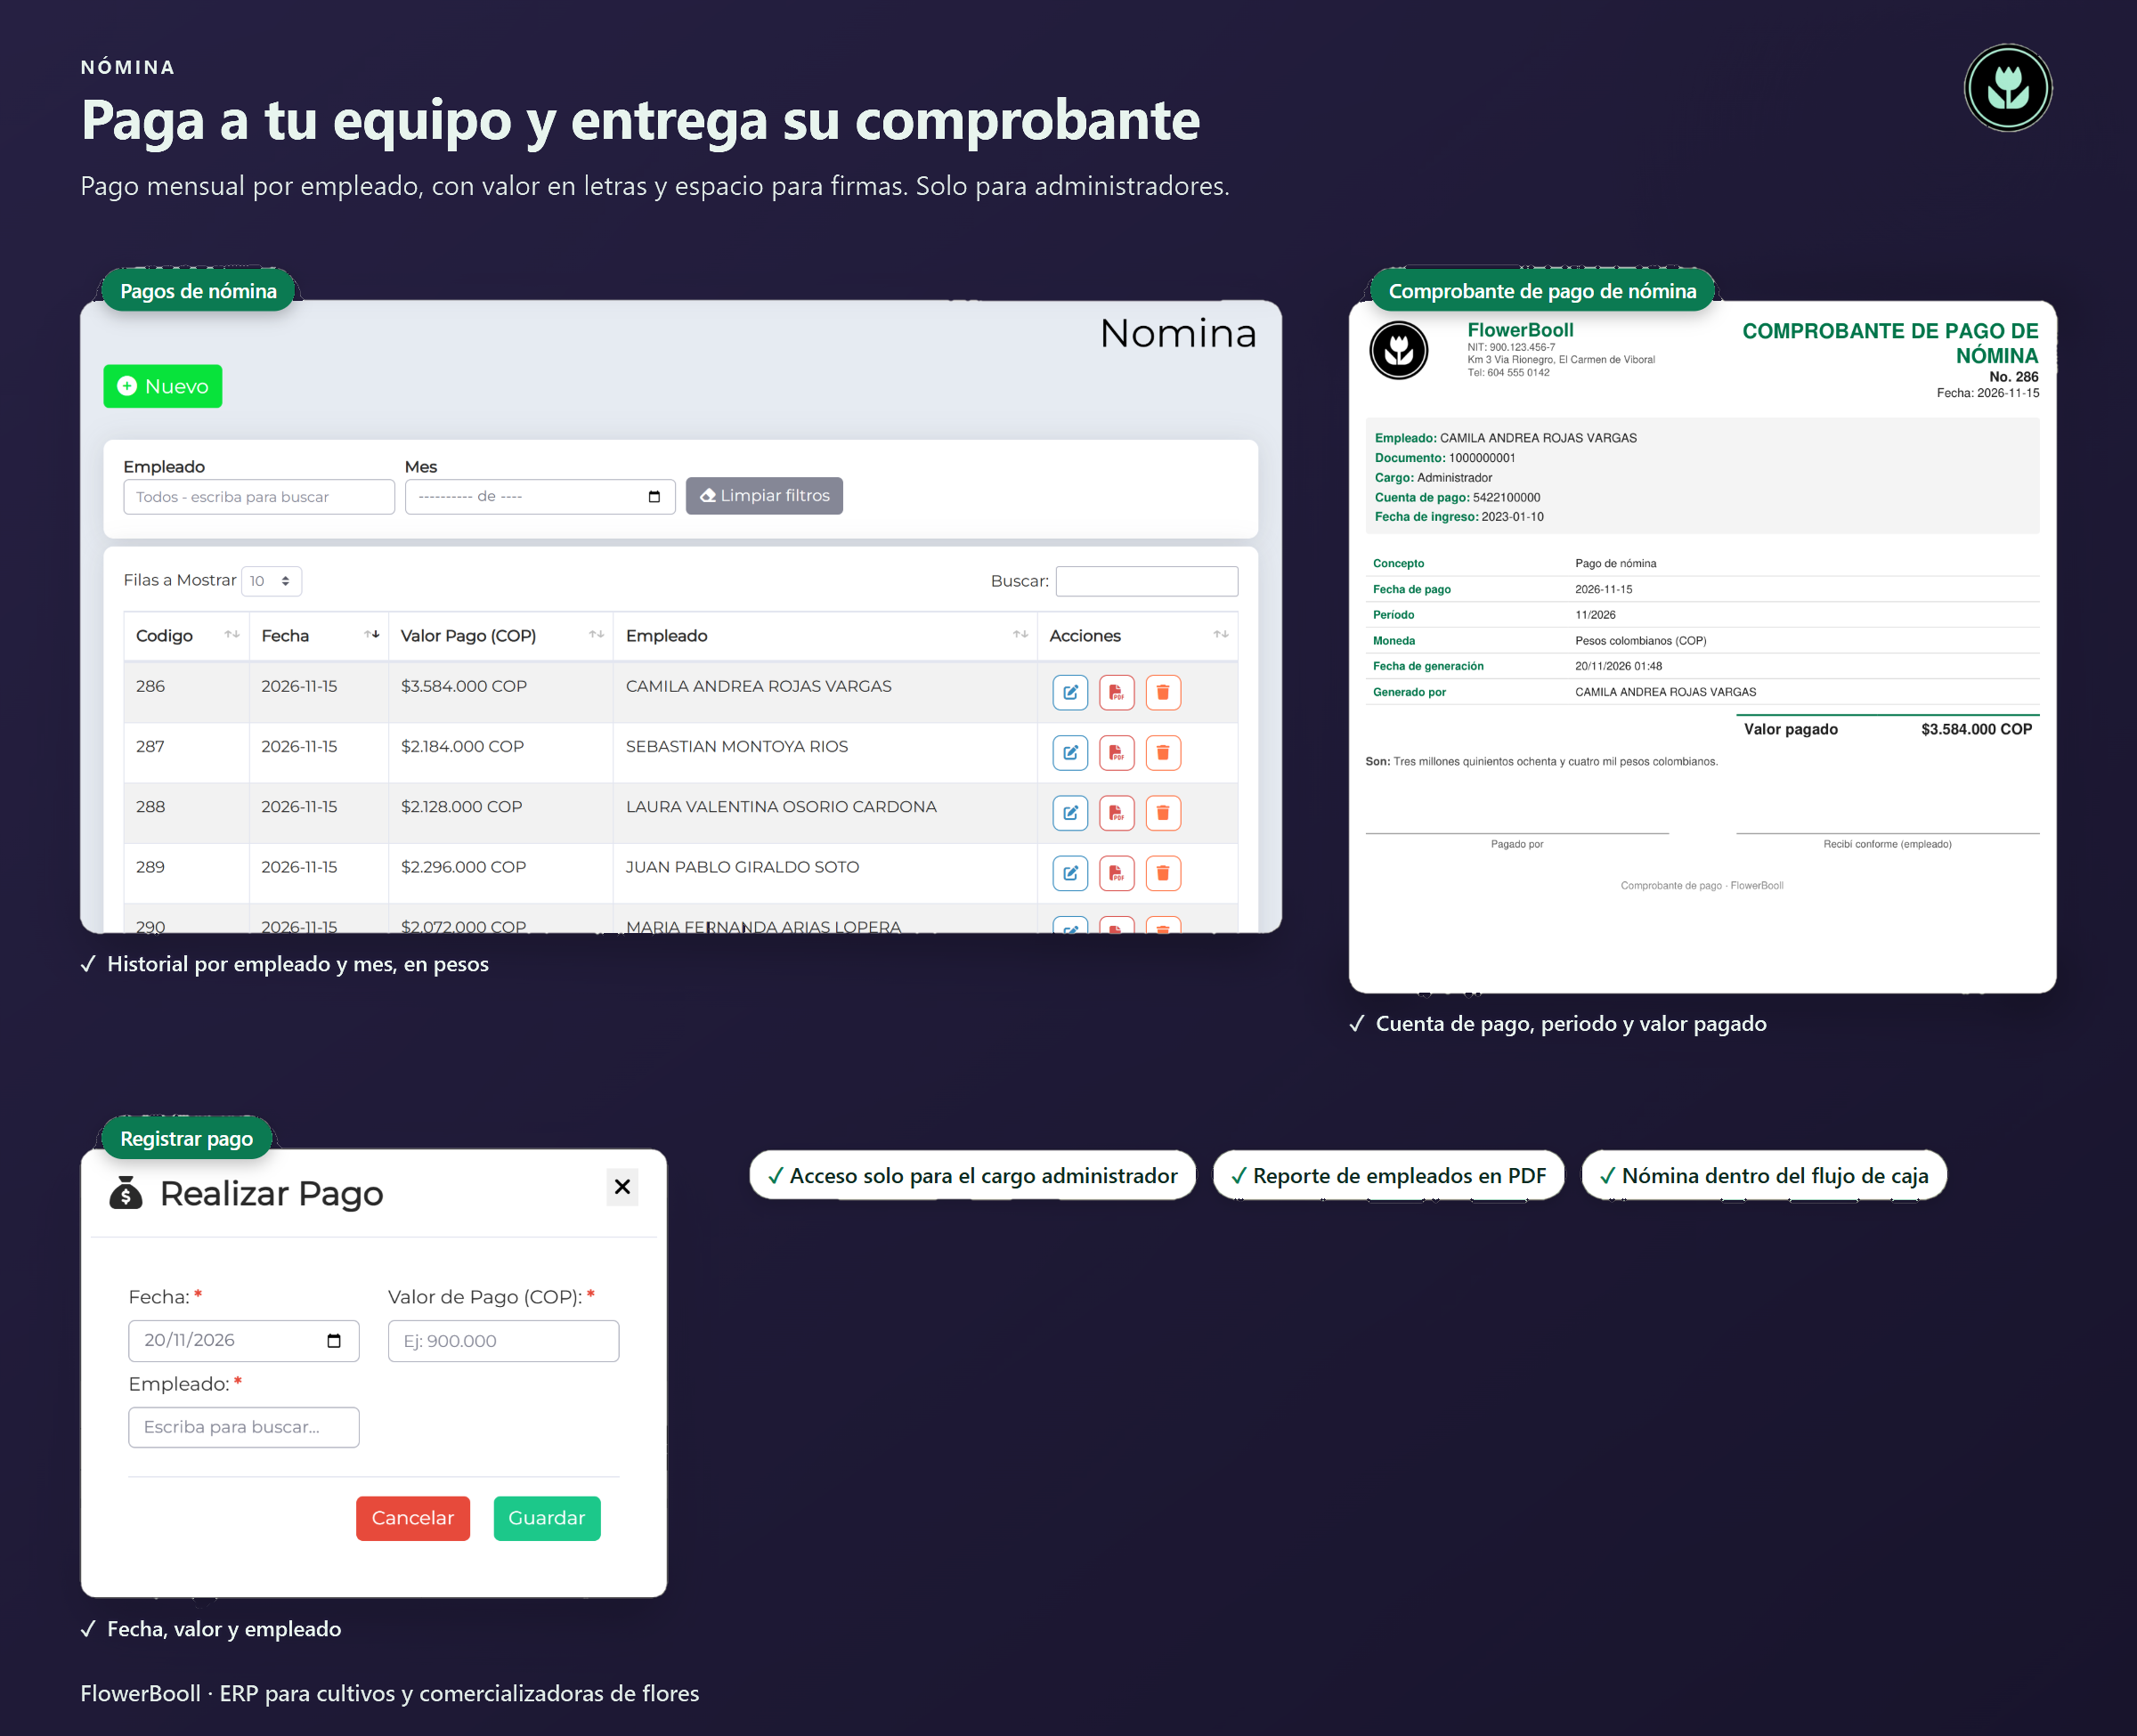 NÓMINA
Paga a tu equipo y entrega su comprobante
Pago mensual por empleado, con valor en letras y espacio para firmas. Solo para administradores.
Pagos de nómina
Nomina
Nuevo
Empleado
Mes
Todos - escriba para buscar
---------- de ----
Limpiar filtros
Filas a Mostrar 10
Buscar:
Codigo Fecha Valor Pago (COP) Empleado Acciones
286 2026-11-15 $3.584.000 COP CAMILA ANDREA ROJAS VARGAS PDF
287 2026-11-15 $2.184.000 COP SEBASTIAN MONTOYA RIOS PDF
288 2026-11-15 $2.128.000 COP LAURA VALENTINA OSORIO CARDONA PDF
289 2026-11-15 $2.296.000 COP JUAN PABLO GIRALDO SOTO PDF
290 2026-11-15 $2.072.000 COP MARIA FERNANDA ARIAS LOPERA
✓ Historial por empleado y mes, en pesos
Comprobante de pago de nómina
FlowerBooll
NIT: 900.123.456-7
Km 3 Via Rionegro, El Carmen de Viboral
Tel: 604 555 0142
COMPROBANTE DE PAGO DE
NÓMINA
No. 286
Fecha: 2026-11-15
Empleado: CAMILA ANDREA ROJAS VARGAS
Documento: 1000000001
Cargo: Administrador
Cuenta de pago: 5422100000
Fecha de ingreso: 2023-01-10
Concepto Pago de nómina
Fecha de pago 2026-11-15
Período 11/2026
Moneda Pesos colombianos (COP)
Fecha de generación 20/11/2026 01:48
Generado por CAMILA ANDREA ROJAS VARGAS
Valor pagado $3.584.000 COP
Son: Tres millones quinientos ochenta y cuatro mil pesos colombianos.
Pagado por
Recibí conforme (empleado)
Comprobante de pago · FlowerBooll
✓ Cuenta de pago, periodo y valor pagado
Registrar pago
Realizar Pago
Fecha: *
Valor de Pago (COP): *
20/11/2026
Ej: 900.000
Empleado: *
Escriba para buscar...
Cancelar
Guardar
✓ Fecha, valor y empleado
✓ Acceso solo para el cargo administrador
✓ Reporte de empleados en PDF
✓ Nómina dentro del flujo de caja
FlowerBooll · ERP para cultivos y comercializadoras de flores